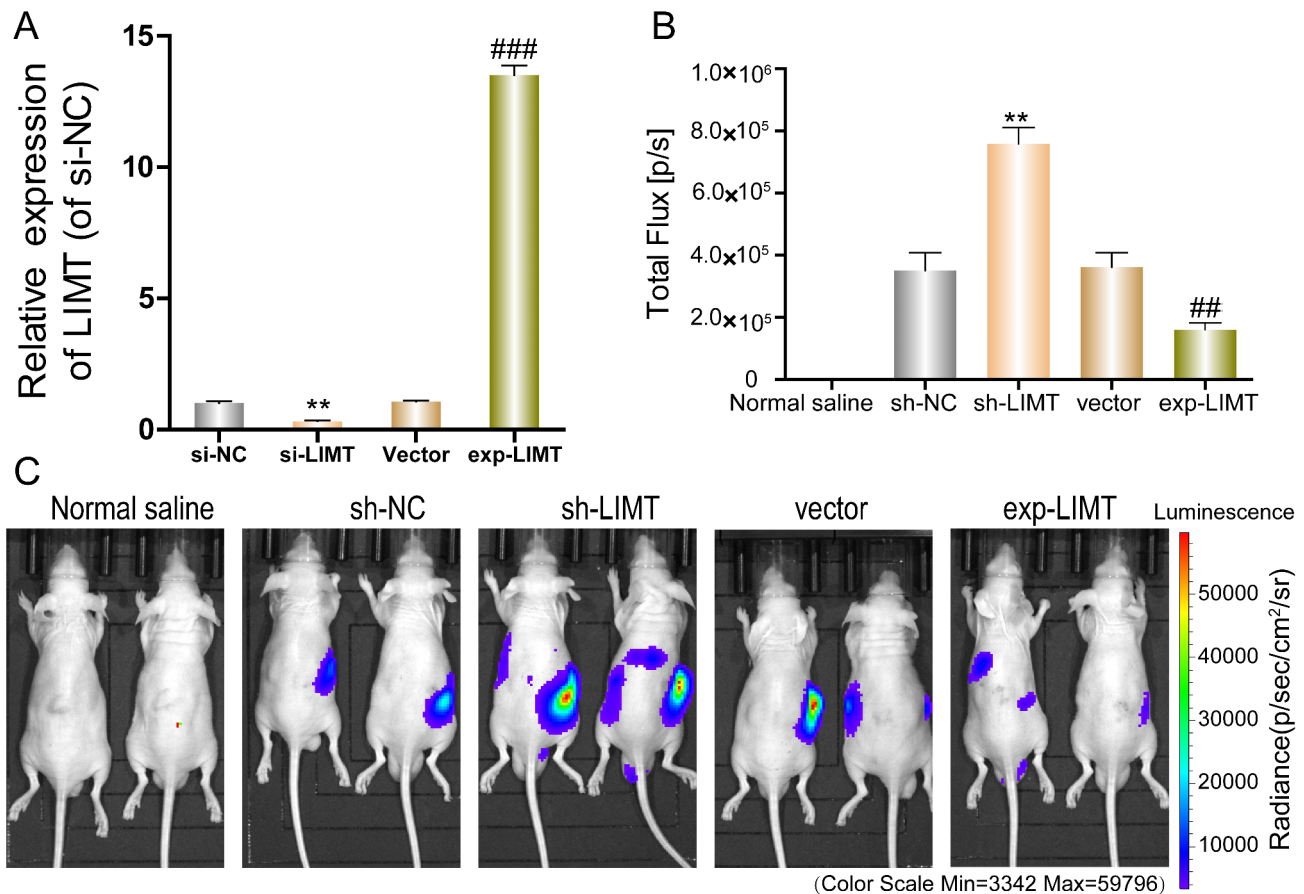 A
Relative expression
of LIMT (of si-NC)
15
10
5
0
###
**
si-NC si-LIMT Vector exp-LIMT
B
Total Flux [p/s]
1.0×10⁶
8.0×10⁵
6.0×10⁵
4.0×10⁵
2.0×10⁵
0
**
##
Normal saline sh-NC sh-LIMT vector exp-LIMT
C
Normal saline sh-NC sh-LIMT vector exp-LIMT
Luminescence
50000
40000
30000
20000
10000
Radiance(p/sec/cm²/sr)
(Color Scale Min=3342 Max=59796)